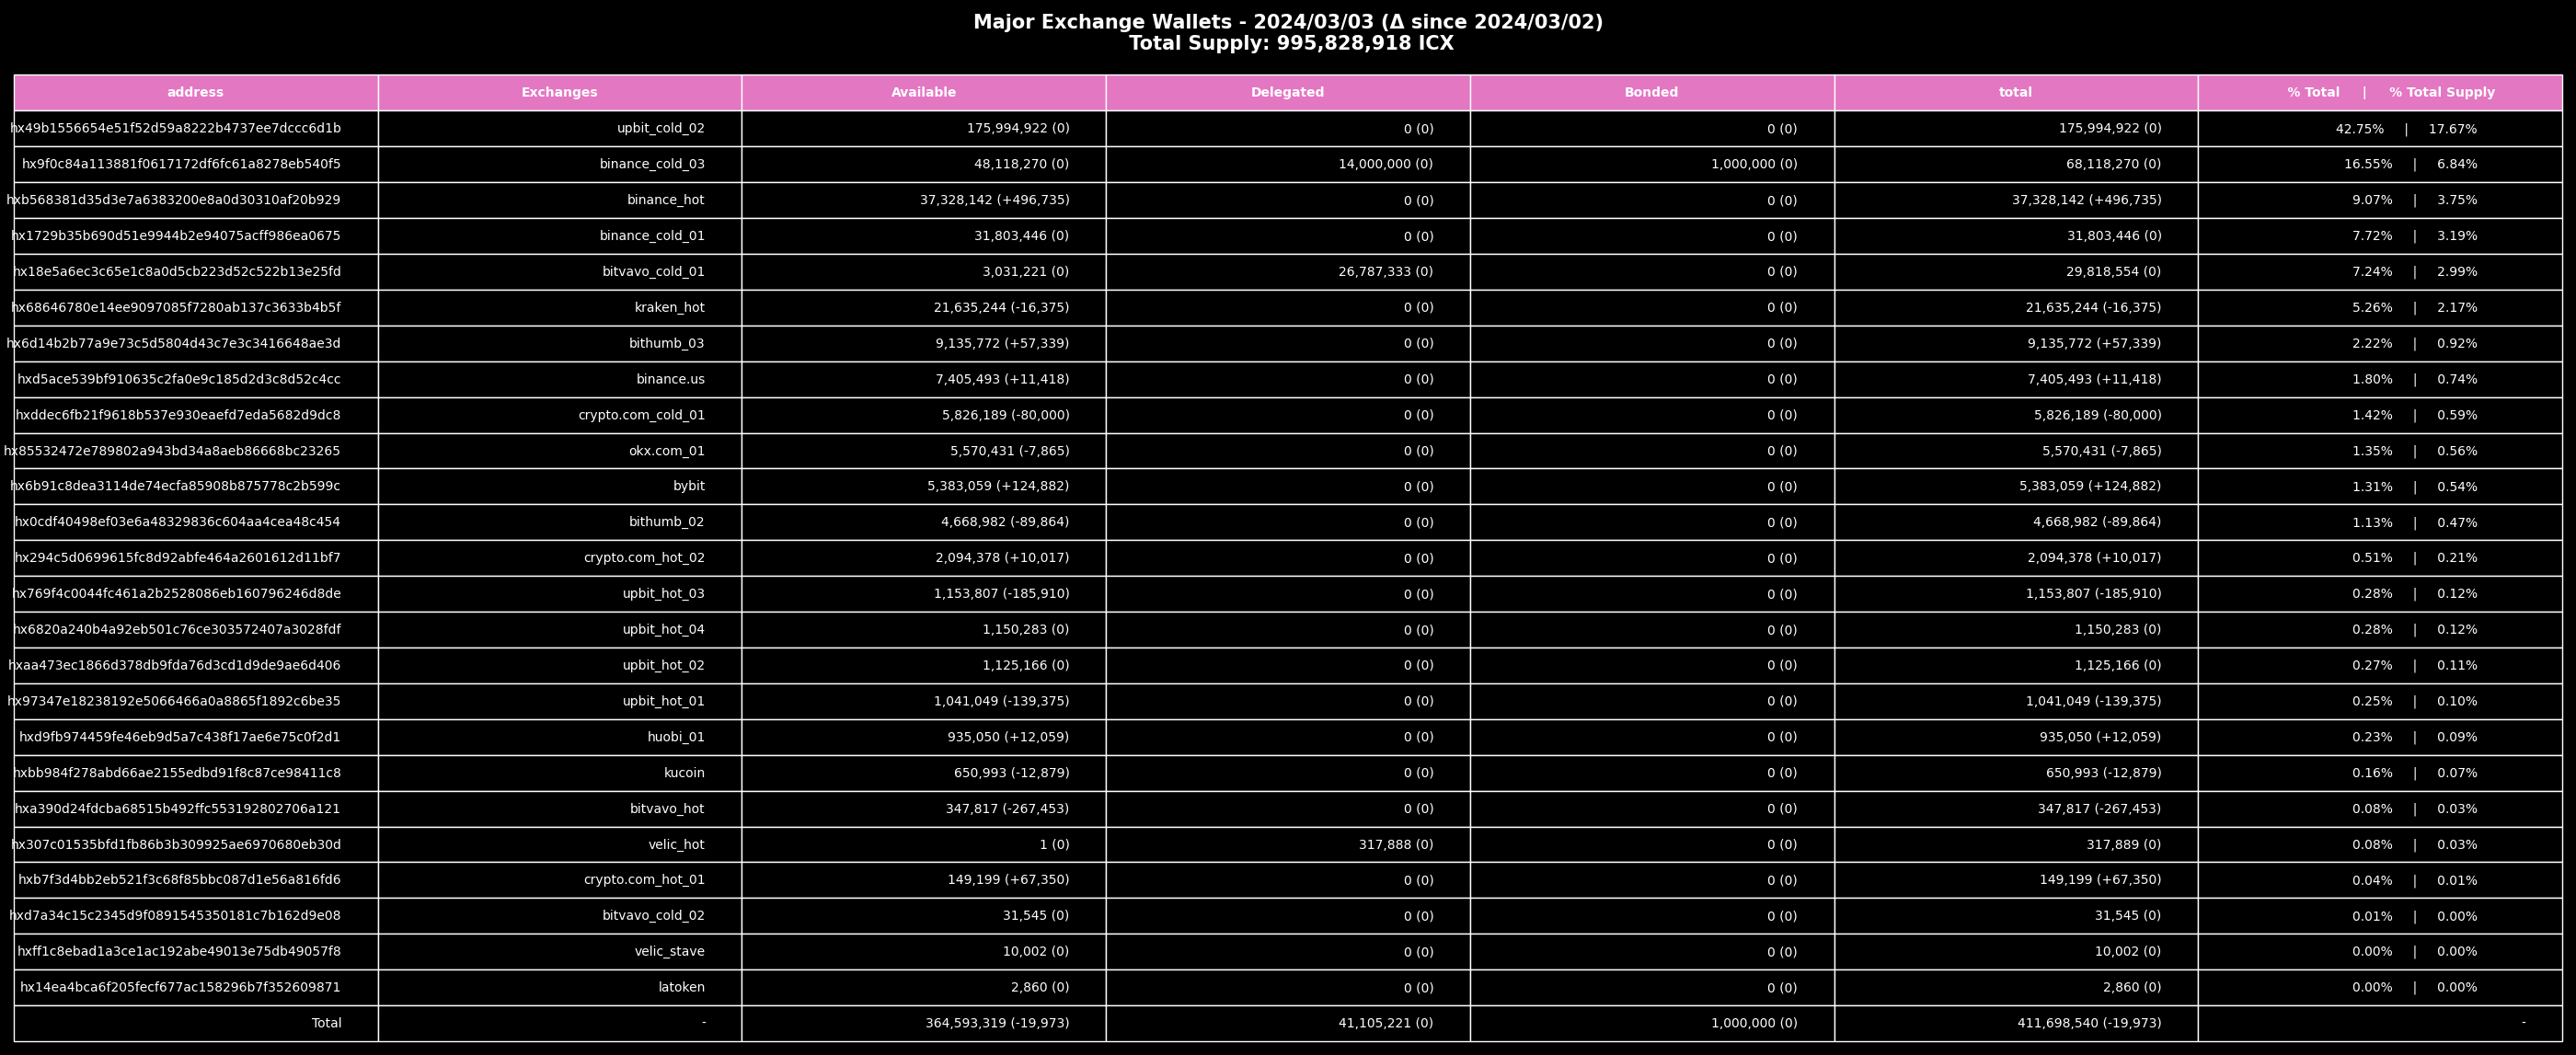 Major Exchange Wallets - 2024/03/03 (Δ since 2024/03/02)
Total Supply: 995,828,918 ICX
address Exchanges Available Delegated Bonded total % Total | % Total Supply
hx49b1556654e51f52d59a8222b4737ee7dccc6d1b upbit_cold_02 175,994,922 (0) 0 (0) 0 (0) 175,994,922 (0) 42.75% | 17.67%
hx9f0c84a113881f0617172df6fc61a8278eb540f5 binance_cold_03 48,118,270 (0) 14,000,000 (0) 1,000,000 (0) 68,118,270 (0) 16.55% | 6.84%
hxb568381d35d3e7a6383200e8a0d30310af20b929 binance_hot 37,328,142 (+496,735) 0 (0) 0 (0) 37,328,142 (+496,735) 9.07% | 3.75%
hx1729b35b690d51e9944b2e94075acff986ea0675 binance_cold_01 31,803,446 (0) 0 (0) 0 (0) 31,803,446 (0) 7.72% | 3.19%
hx18e5a6ec3c65e1c8a0d5cb223d52c522b13e25fd bitvavo_cold_01 3,031,221 (0) 26,787,333 (0) 0 (0) 29,818,554 (0) 7.24% | 2.99%
hx68646780e14ee9097085f7280ab137c3633b4b5f kraken_hot 21,635,244 (-16,375) 0 (0) 0 (0) 21,635,244 (-16,375) 5.26% | 2.17%
hx6d14b2b77a9e73c5d5804d43c7e3c3416648ae3d bithumb_03 9,135,772 (+57,339) 0 (0) 0 (0) 9,135,772 (+57,339) 2.22% | 0.92%
hxd5ace539bf910635c2fa0e9c185d2d3c8d52c4cc binance.us 7,405,493 (+11,418) 0 (0) 0 (0) 7,405,493 (+11,418) 1.80% | 0.74%
hxddec6fb21f9618b537e930eaefd7eda5682d9dc8 crypto.com_cold_01 5,826,189 (-80,000) 0 (0) 0 (0) 5,826,189 (-80,000) 1.42% | 0.59%
hx85532472e789802a943bd34a8aeb86668bc23265 okx.com_01 5,570,431 (-7,865) 0 (0) 0 (0) 5,570,431 (-7,865) 1.35% | 0.56%
hx6b91c8dea3114de74ecfa85908b875778c2b599c bybit 5,383,059 (+124,882) 0 (0) 0 (0) 5,383,059 (+124,882) 1.31% | 0.54%
hx0cdf40498ef03e6a48329836c604aa4cea48c454 bithumb_02 4,668,982 (-89,864) 0 (0) 0 (0) 4,668,982 (-89,864) 1.13% | 0.47%
hx294c5d0699615fc8d92abfe464a2601612d11bf7 crypto.com_hot_02 2,094,378 (+10,017) 0 (0) 0 (0) 2,094,378 (+10,017) 0.51% | 0.21%
hx769f4c0044fc461a2b2528086eb160796246d8de upbit_hot_03 1,153,807 (-185,910) 0 (0) 0 (0) 1,153,807 (-185,910) 0.28% | 0.12%
hx6820a240b4a92eb501c76ce303572407a3028fdf upbit_hot_04 1,150,283 (0) 0 (0) 0 (0) 1,150,283 (0) 0.28% | 0.12%
hxaa473ec1866d378db9fda76d3cd1d9de9ae6d406 upbit_hot_02 1,125,166 (0) 0 (0) 0 (0) 1,125,166 (0) 0.27% | 0.11%
hx97347e18238192e5066466a0a8865f1892c6be35 upbit_hot_01 1,041,049 (-139,375) 0 (0) 0 (0) 1,041,049 (-139,375) 0.25% | 0.10%
hxd9fb974459fe46eb9d5a7c438f17ae6e75c0f2d1 huobi_01 935,050 (+12,059) 0 (0) 0 (0) 935,050 (+12,059) 0.23% | 0.09%
hxbb984f278abd66ae2155edbd91f8c87ce98411c8 kucoin 650,993 (-12,879) 0 (0) 0 (0) 650,993 (-12,879) 0.16% | 0.07%
hxa390d24fdcba68515b492ffc553192802706a121 bitvavo_hot 347,817 (-267,453) 0 (0) 0 (0) 347,817 (-267,453) 0.08% | 0.03%
hx307c01535bfd1fb86b3b309925ae6970680eb30d velic_hot 1 (0) 317,888 (0) 0 (0) 317,889 (0) 0.08% | 0.03%
hxb7f3d4bb2eb521f3c68f85bbc087d1e56a816fd6 crypto.com_hot_01 149,199 (+67,350) 0 (0) 0 (0) 149,199 (+67,350) 0.04% | 0.01%
hxd7a34c15c2345d9f0891545350181c7b162d9e08 bitvavo_cold_02 31,545 (0) 0 (0) 0 (0) 31,545 (0) 0.01% | 0.00%
hxff1c8ebad1a3ce1ac192abe49013e75db49057f8 velic_stave 10,002 (0) 0 (0) 0 (0) 10,002 (0) 0.00% | 0.00%
hx14ea4bca6f205fecf677ac158296b7f352609871 latoken 2,860 (0) 0 (0) 0 (0) 2,860 (0) 0.00% | 0.00%
Total - 364,593,319 (-19,973) 41,105,221 (0) 1,000,000 (0) 411,698,540 (-19,973) -